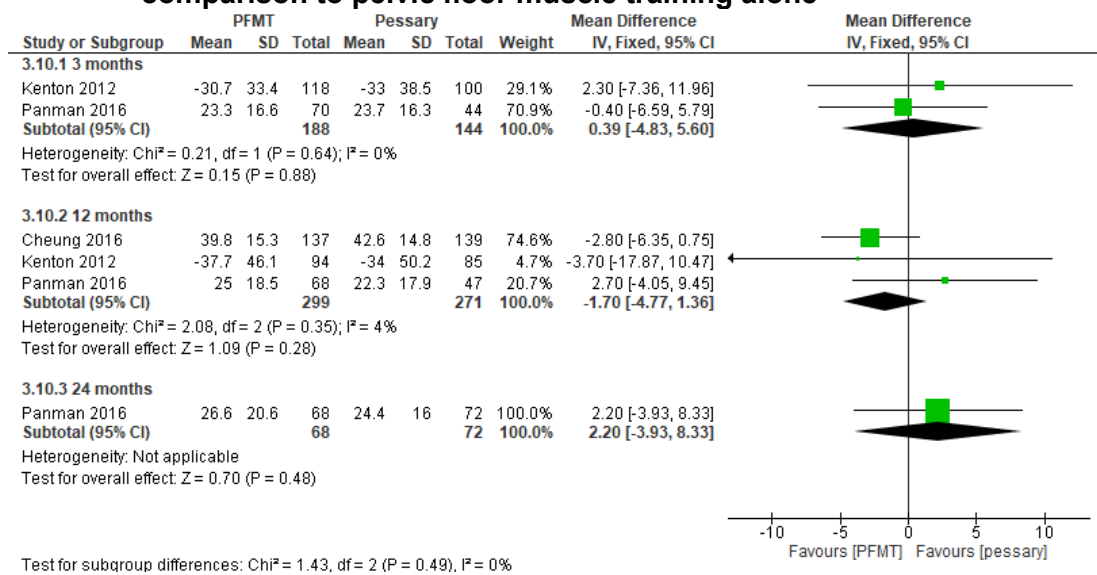 comparison to pelvic floor muscle training alone
PFMT Pessary Mean Difference Mean Difference
Study or Subgroup Mean SD Total Mean SD Total Weight IV, Fixed, 95% CI IV, Fixed, 95% CI
3.10.1 3 months
Kenton 2012 -30.7 33.4 118 -33 38.5 100 29.1% 2.30 [-7.36, 11.96]
Panman 2016 23.3 16.6 70 23.7 16.3 44 70.9% -0.40 [-6.59, 5.79]
Subtotal (95% CI) 188 144 100.0% 0.39 [-4.83, 5.60]
Heterogeneity: Chi² = 0.21, df = 1 (P = 0.64); I² = 0%
Test for overall effect: Z = 0.15 (P = 0.88)
3.10.2 12 months
Cheung 2016 39.8 15.3 137 42.6 14.8 139 74.6% -2.80 [-6.35, 0.75]
Kenton 2012 -37.7 46.1 94 -34 50.2 85 4.7% -3.70 [-17.87, 10.47]
Panman 2016 25 18.5 68 22.3 17.9 47 20.7% 2.70 [-4.05, 9.45]
Subtotal (95% CI) 299 271 100.0% -1.70 [-4.77, 1.36]
Heterogeneity: Chi² = 2.08, df = 2 (P = 0.35); I² = 4%
Test for overall effect: Z = 1.09 (P = 0.28)
3.10.3 24 months
Panman 2016 26.6 20.6 68 24.4 16 72 100.0% 2.20 [-3.93, 8.33]
Subtotal (95% CI) 68 72 100.0% 2.20 [-3.93, 8.33]
Heterogeneity: Not applicable
Test for overall effect: Z = 0.70 (P = 0.48)
-10 -5 0 5 10
Favours [PFMT] Favours [pessary]
Test for subgroup differences: Chi² = 1.43, df = 2 (P = 0.49), I² = 0%